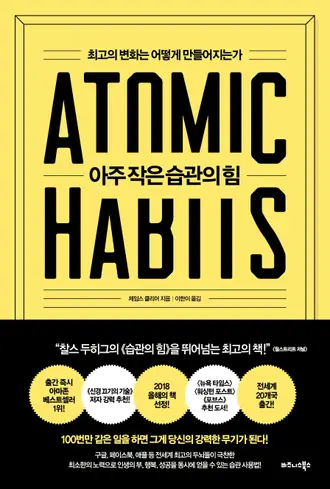 최고의 변화는 어떻게 만들어지는가
ATOMIC
아주 작은 습관의 힘
HABITS
제임스 클리어 지음 | 이한이 옮김
“찰스 두히그의 《습관의 힘》을 뛰어넘는 최고의 책!” 〈월스트리트 저널〉
출간 즉시
아마존
베스트셀러
1위!
《신경 끄기의 기술》
저자 강력 추천!
2018
올해의 책
선정!
〈뉴욕 타임스〉
〈워싱턴 포스트〉
〈포브스〉
추천 도서!
전세계
20개국
출간!
100번만 같은 일을 하면 그게 당신의 강력한 무기가 된다!
구글, 페이스북, 애플 등 전세계 최고의 두뇌들이 극찬한
최소한의 노력으로 인생의 부, 행복, 성공을 동시에 얻을 수 있는 습관 사용법!
비즈니스북스